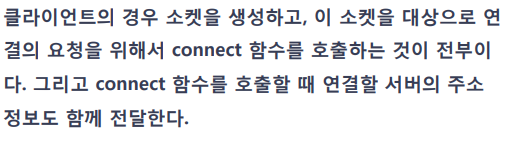 클라이언트의 경우 소켓을 생성하고, 이 소켓을 대상으로 연
결의 요청을 위해서 connect 함수를 호출하는 것이 전부이
다. 그리고 connect 함수를 호출할 때 연결할 서버의 주소
정보도 함께 전달한다.